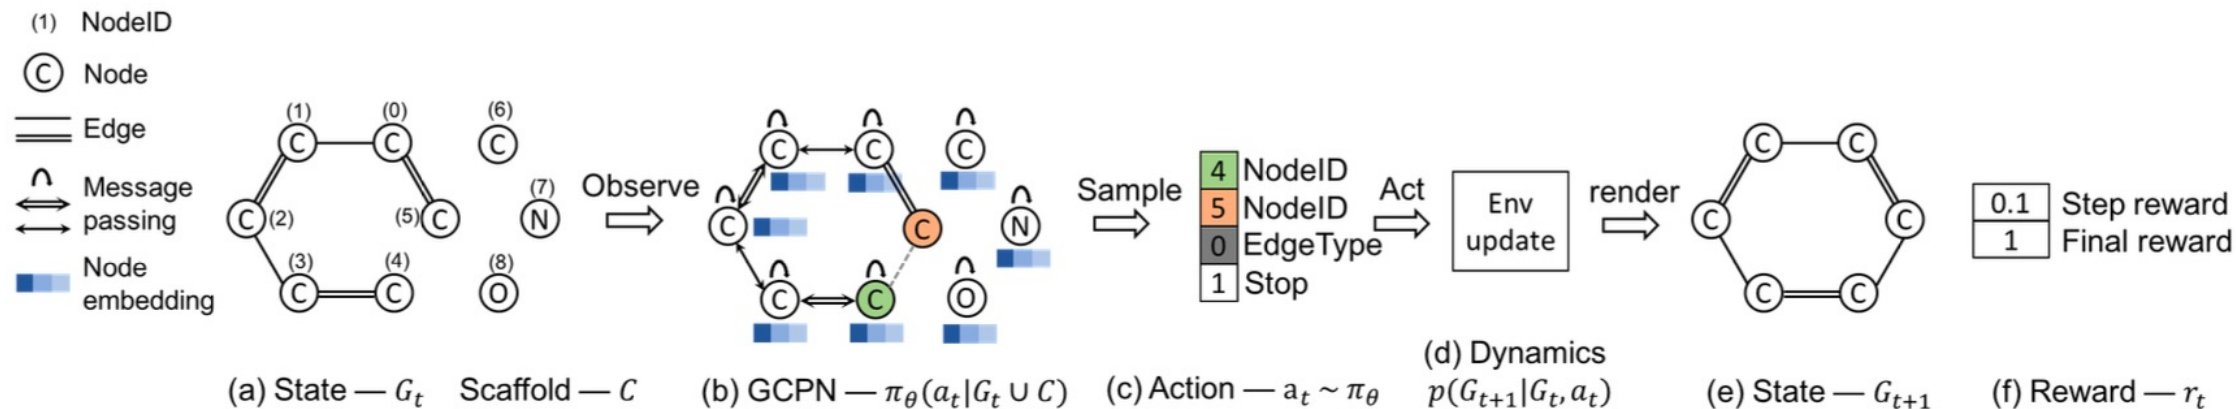 (1) NodeID
C Node
Edge
Message
passing
Node
embedding
(1) (0) (6)
C C C
(7)
C (2) (5) C N
(3) (4) (8)
C C O
(a) State — G_t Scaffold — C
Observe
C C C
C C N
C C O
(b) GCPN — π_θ(a_t|G_t ∪ C)
Sample
4 NodeID
5 NodeID
0 EdgeType
1 Stop
(c) Action — a_t ~ π_θ
Act
Env
update
(d) Dynamics
p(G_{t+1}|G_t, a_t)
render
C C
C C
C C
(e) State — G_{t+1}
0.1 Step reward
1 Final reward
(f) Reward — r_t